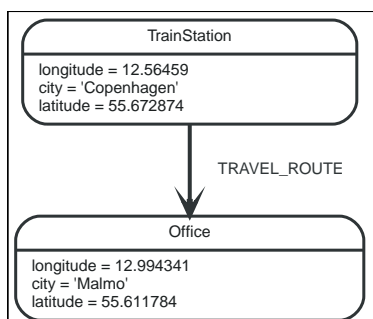 TrainStation
longitude = 12.56459
city = 'Copenhagen'
latitude = 55.672874
TRAVEL_ROUTE
Office
longitude = 12.994341
city = 'Malmo'
latitude = 55.611784